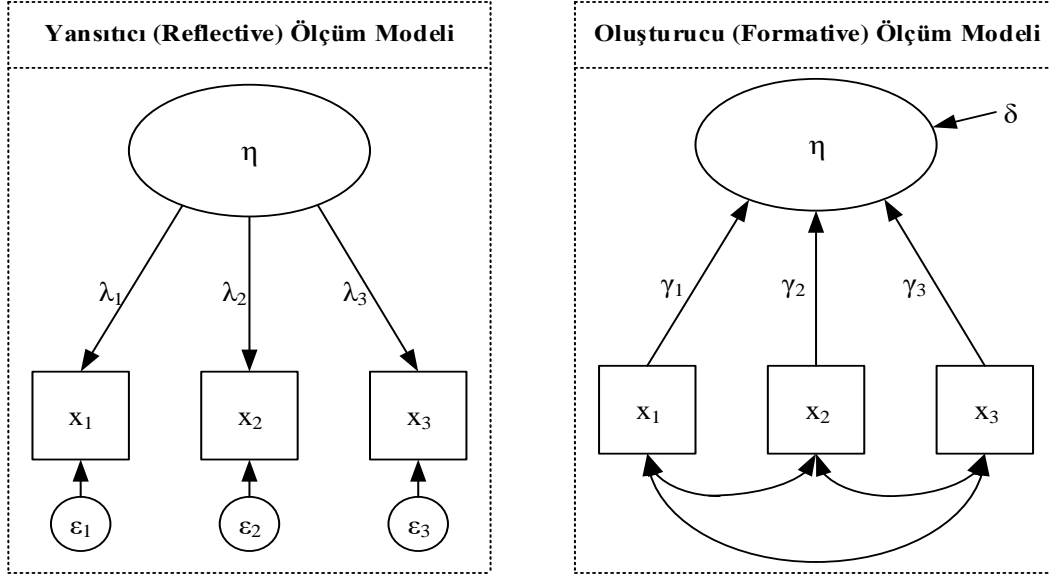 Yansıtıcı (Reflective) Ölçüm Modeli
η
λ₁ λ₂ λ₃
x₁ x₂ x₃
ε₁ ε₂ ε₃
Oluşturucu (Formative) Ölçüm Modeli
δ
η
γ₁ γ₂ γ₃
x₁ x₂ x₃